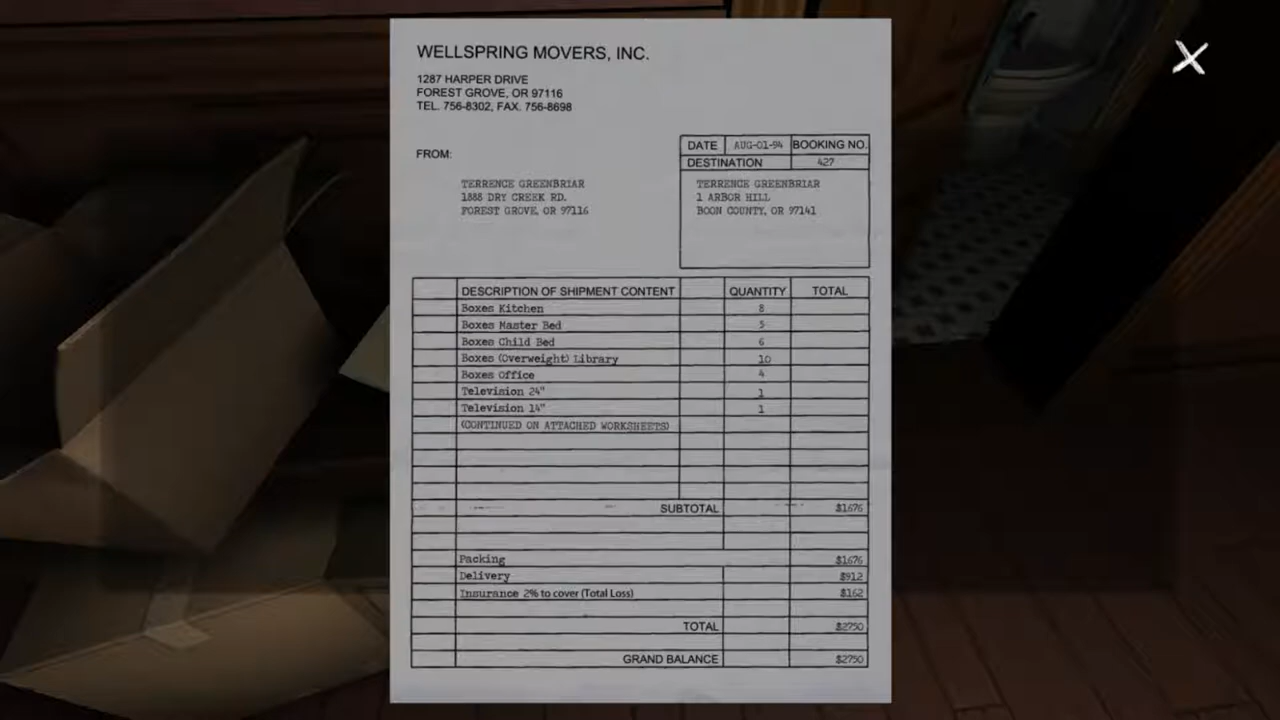 WELLSPRING MOVERS, INC.
1287 HARPER DRIVE
FOREST GROVE, OR 97116
TEL. 756-8302, FAX. 756-8698
DATE AUG-01-94 BOOKING NO.
DESTINATION 427
FROM:
TERRENCE GREENBRIAR
1888 DRY CREEK RD.
FOREST GROVE, OR 97116
TERRENCE GREENBRIAR
1 ARBOR HILL
BOON COUNTY, OR 97141
DESCRIPTION OF SHIPMENT CONTENT QUANTITY TOTAL
Boxes Kitchen 8
Boxes Master Bed 5
Boxes Child Bed 6
Boxes (Overweight) Library 10
Boxes Office 4
Television 24" 1
Television 14" 1
(CONTINUED ON ATTACHED WORKSHEETS)
SUBTOTAL $1676
Packing $1676
Delivery $912
Insurance 2% to cover (Total Loss) $162
TOTAL $2750
GRAND BALANCE $2750